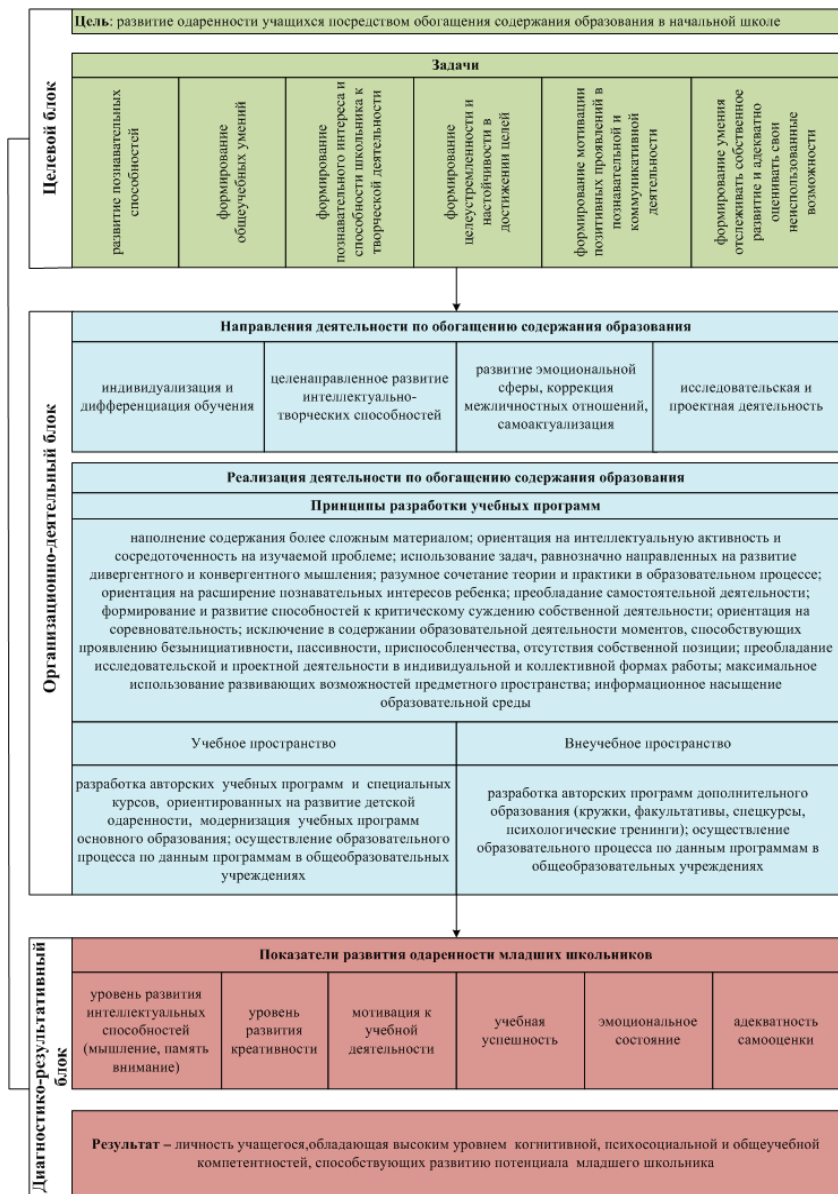 Целевой блок
Цель: развитие одаренности учащихся посредством обогащения содержания образования в начальной школе
Задачи
развитие познавательных
способностей
формирование
общеучебных умений
формирование
познавательного интереса и
способности школьника к
творческой деятельности
формирование
целеустремленности и
настойчивости в
достижении целей
формирование мотивации
позитивных проявлений в
познавательной и
коммуникативной
деятельности
формирование умения
отслеживать собственное
развитие и адекватно
оценивать свои
неиспользованные
возможности
Организационно-деятельный блок
Направления деятельности по обогащению содержания образования
индивидуализация и
дифференциация обучения
целенаправленное развитие
интеллектуально-
творческих способностей
развитие эмоциональной
сферы, коррекция
межличностных отношений,
самоактуализация
исследовательская и
проектная деятельность
Реализация деятельности по обогащению содержания образования
Принципы разработки учебных программ
наполнение содержания более сложным материалом; ориентация на интеллектуальную активность и
сосредоточенность на изучаемой проблеме; использование задач, равнозначно направленных на развитие
дивергентного и конвергентного мышления; разумное сочетание теории и практики в образовательном процессе;
ориентация на расширение познавательных интересов ребенка; преобладание самостоятельной деятельности;
формирование и развитие способностей к критическому суждению собственной деятельности; ориентация на
соревновательность; исключение в содержании образовательной деятельности моментов, способствующих
проявлению безынициативности, пассивности, приспособленчества, отсутствия собственной позиции; преобладание
исследовательской и проектной деятельности в индивидуальной и коллективной формах работы; максимальное
использование развивающих возможностей предметного пространства; информационное насыщение
образовательной среды
Учебное пространство
Внеучебное пространство
разработка авторских учебных программ и специальных
курсов, ориентированных на развитие детской
одаренности, модернизация учебных программ
основного образования; осуществление образовательного
процесса по данным программам в общеобразовательных
учреждениях
разработка авторских программ дополнительного
образования (кружки, факультативы, спецкурсы,
психологические тренинги); осуществление
образовательного процесса по данным программам в
общеобразовательных учреждениях
Диагностико-результативный
блок
Показатели развития одаренности младших школьников
уровень развития
интеллектуальных
способностей
(мышление, память
внимание)
уровень
развития
креативности
мотивация к
учебной
деятельности
учебная
успешность
эмоциональное
состояние
адекватность
самооценки
Результат – личность учащегося,обладающая высоким уровнем когнитивной, психосоциальной и общеучебной
компетентностей, способствующих развитию потенциала младшего школьника